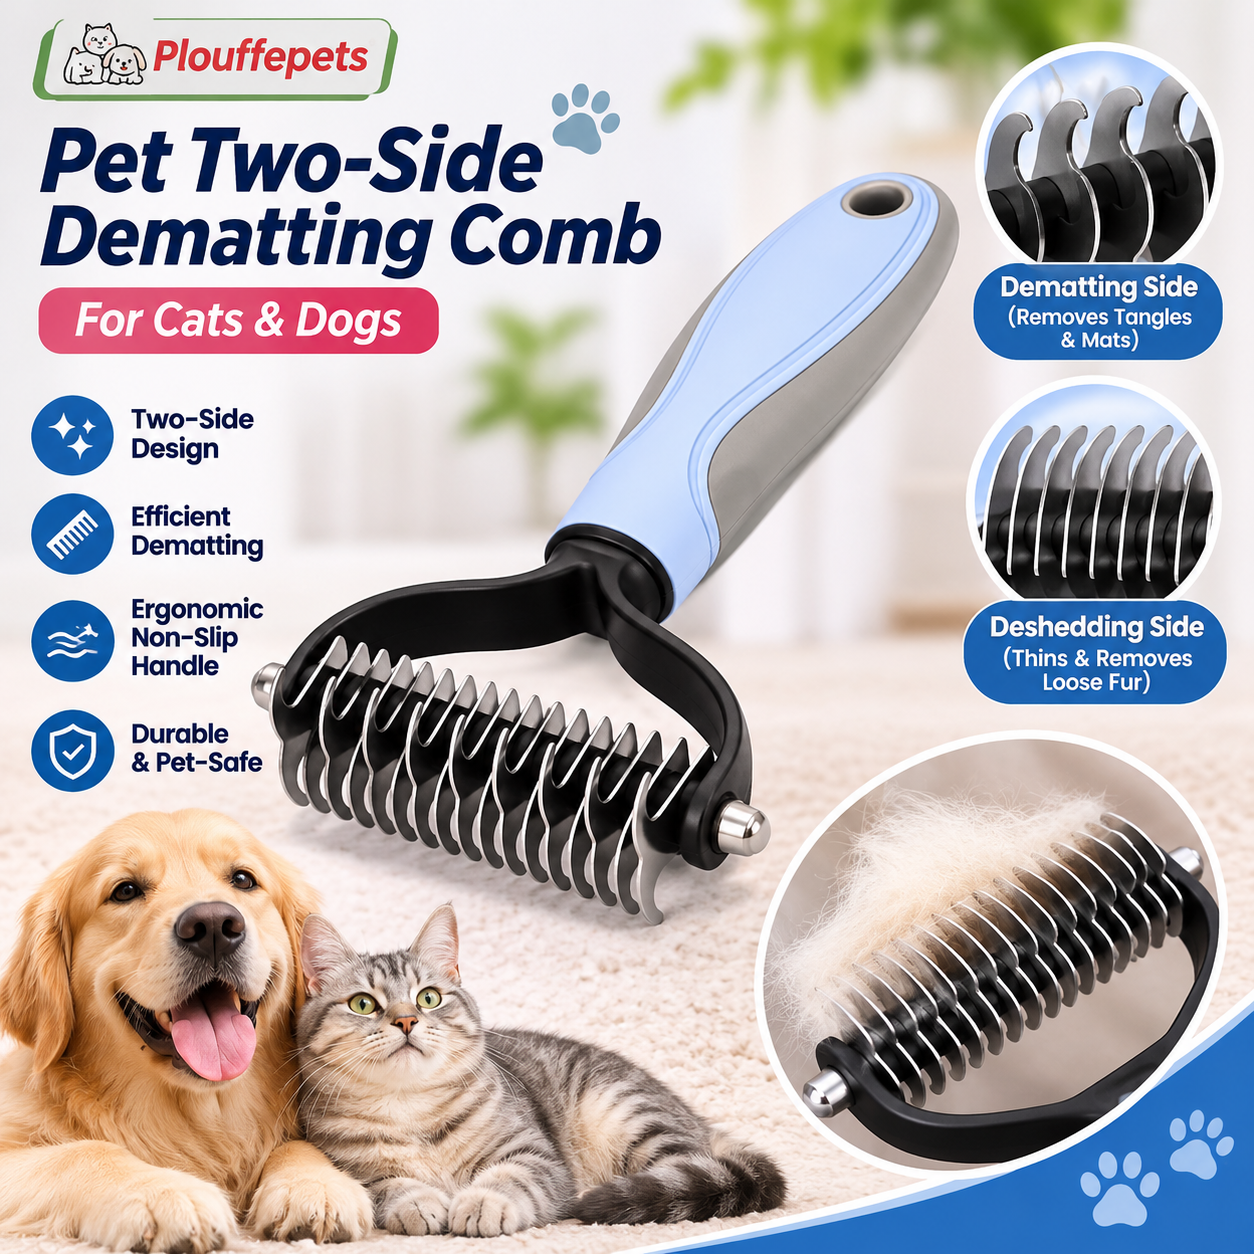 Plouffepets
Pet Two-Side
Dematting Comb
For Cats & Dogs
Two-Side
Design
Efficient
Dematting
Ergonomic
Non-Slip
Handle
Durable
& Pet-Safe
Dematting Side
(Removes Tangles
& Mats)
Deshedding Side
(Thins & Removes
Loose Fur)